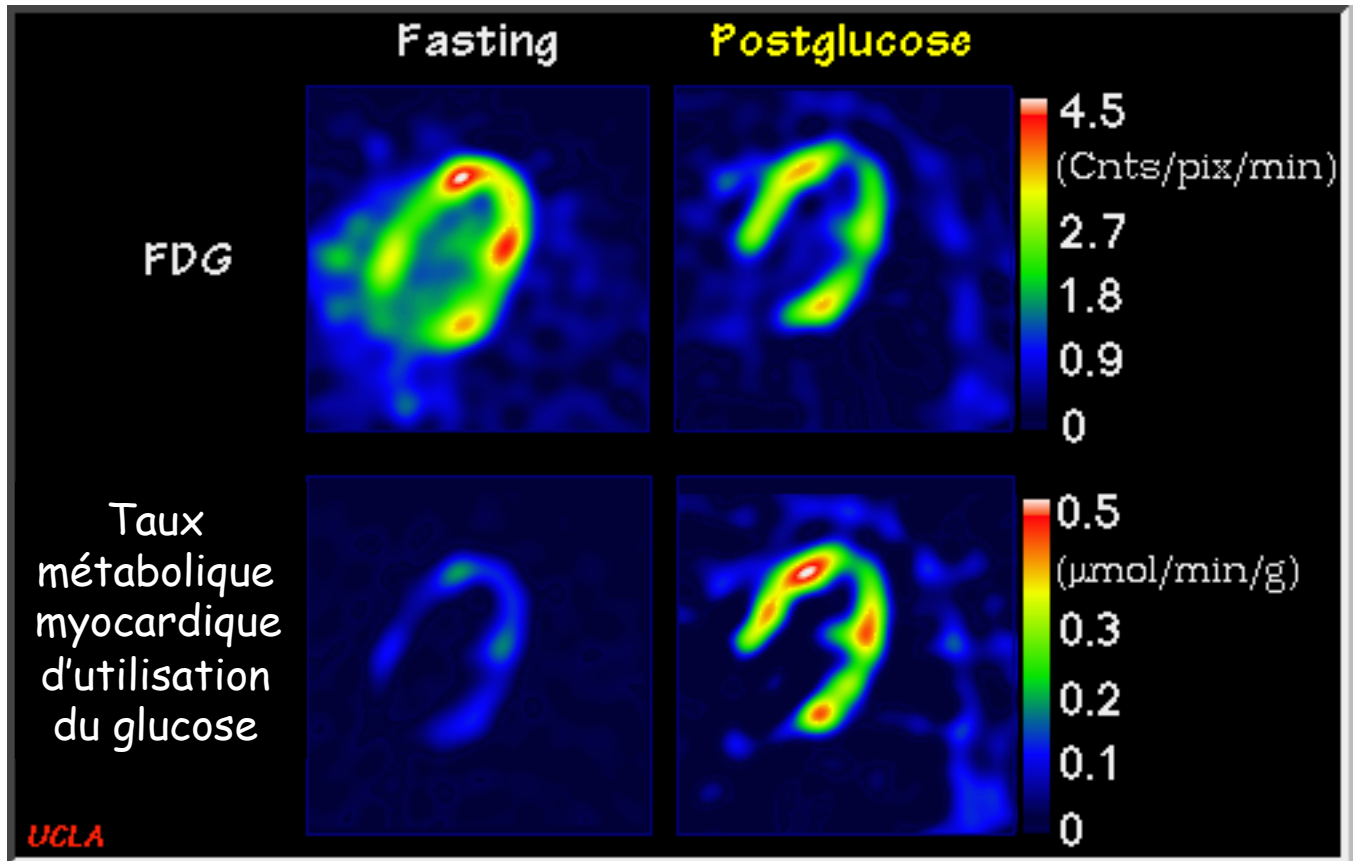 Fasting
Postglucose
FDG
4.5
(Cnts/pix/min)
2.7
1.8
0.9
0
Taux
métabolique
myocardique
d'utilisation
du glucose
0.5
(µmol/min/g)
0.3
0.2
0.1
0
UCLA